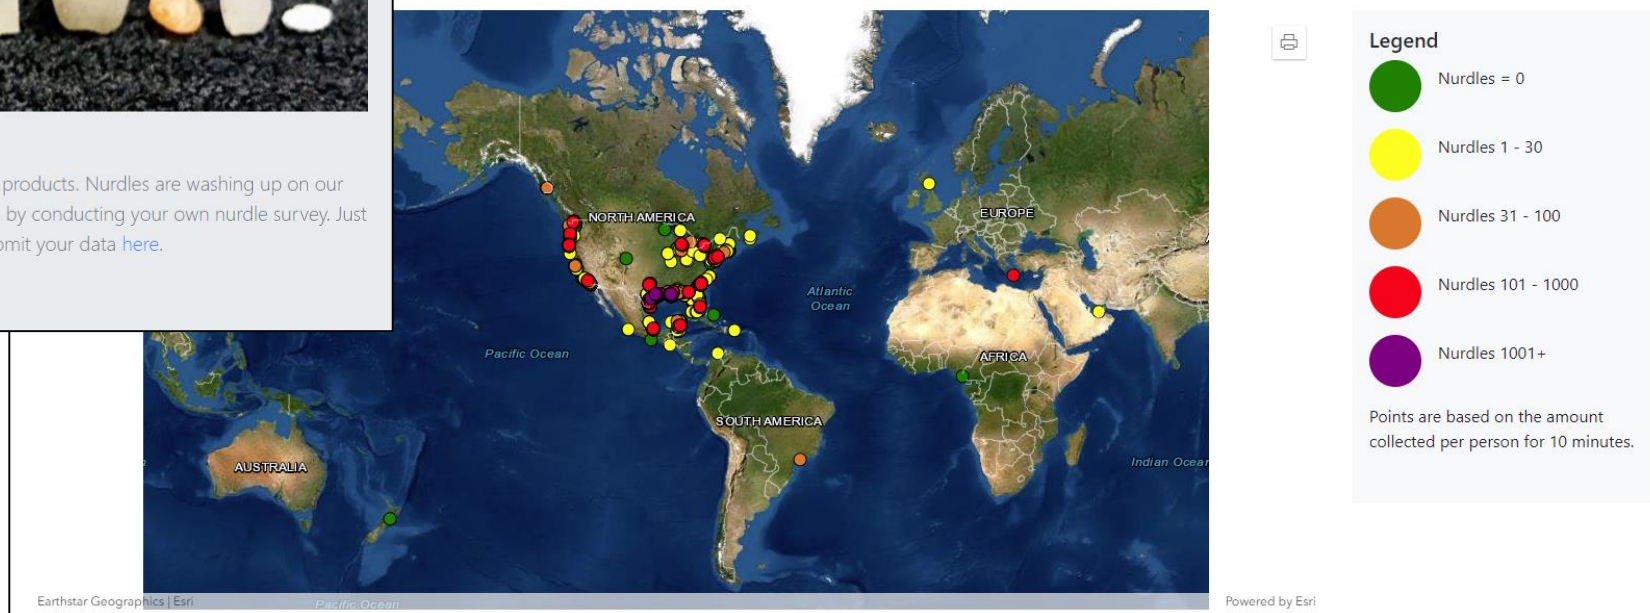 products. Nurdles are washing up on our
by conducting your own nurdle survey. Just
omit your data here.
NORTH AMERICA
EUROPE
Atlantic
Ocean
Pacific Ocean
AFRICA
SOUTH AMERICA
AUSTRALIA
Indian Ocean
Earthstar Geographics | Esri
Pacific Ocean
Powered by Esri
Legend
Nurdles = 0
Nurdles 1 - 30
Nurdles 31 - 100
Nurdles 101 - 1000
Nurdles 1001+
Points are based on the amount
collected per person for 10 minutes.